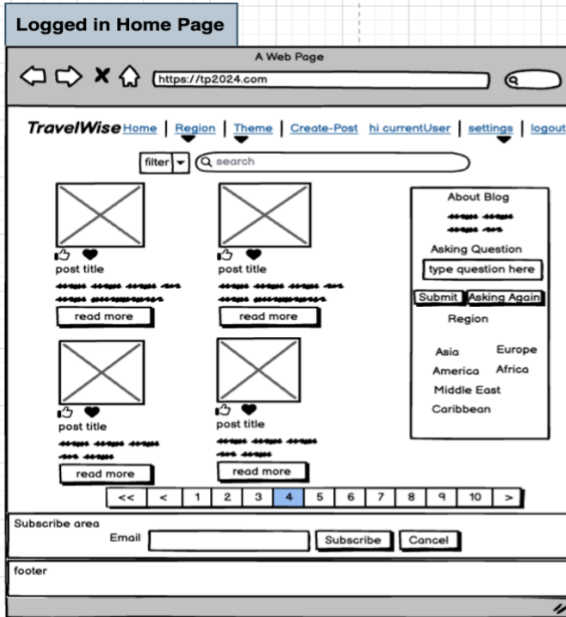 Logged in Home Page
A Web Page
https://tp2024.com
TravelWise Home | Region | Theme | Create-Post hi currentUser | settings | logout
filter search
About Blog
Asking Question
type question here
Submit Asking Again
Region
Asia Europe
America Africa
Middle East
Caribbean
post title post title
read more read more
post title post title
read more read more
<< < 1 2 3 4 5 6 7 8 9 10 >
Subscribe area
Email Subscribe Cancel
footer